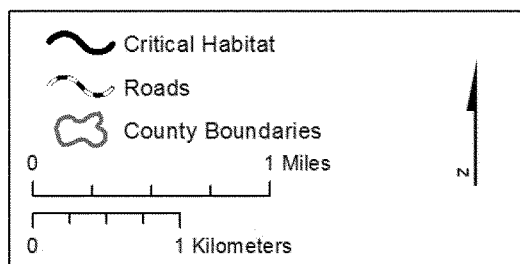 Critical Habitat
Roads
County Boundaries
0 1 Miles
0 1 Kilometers
N